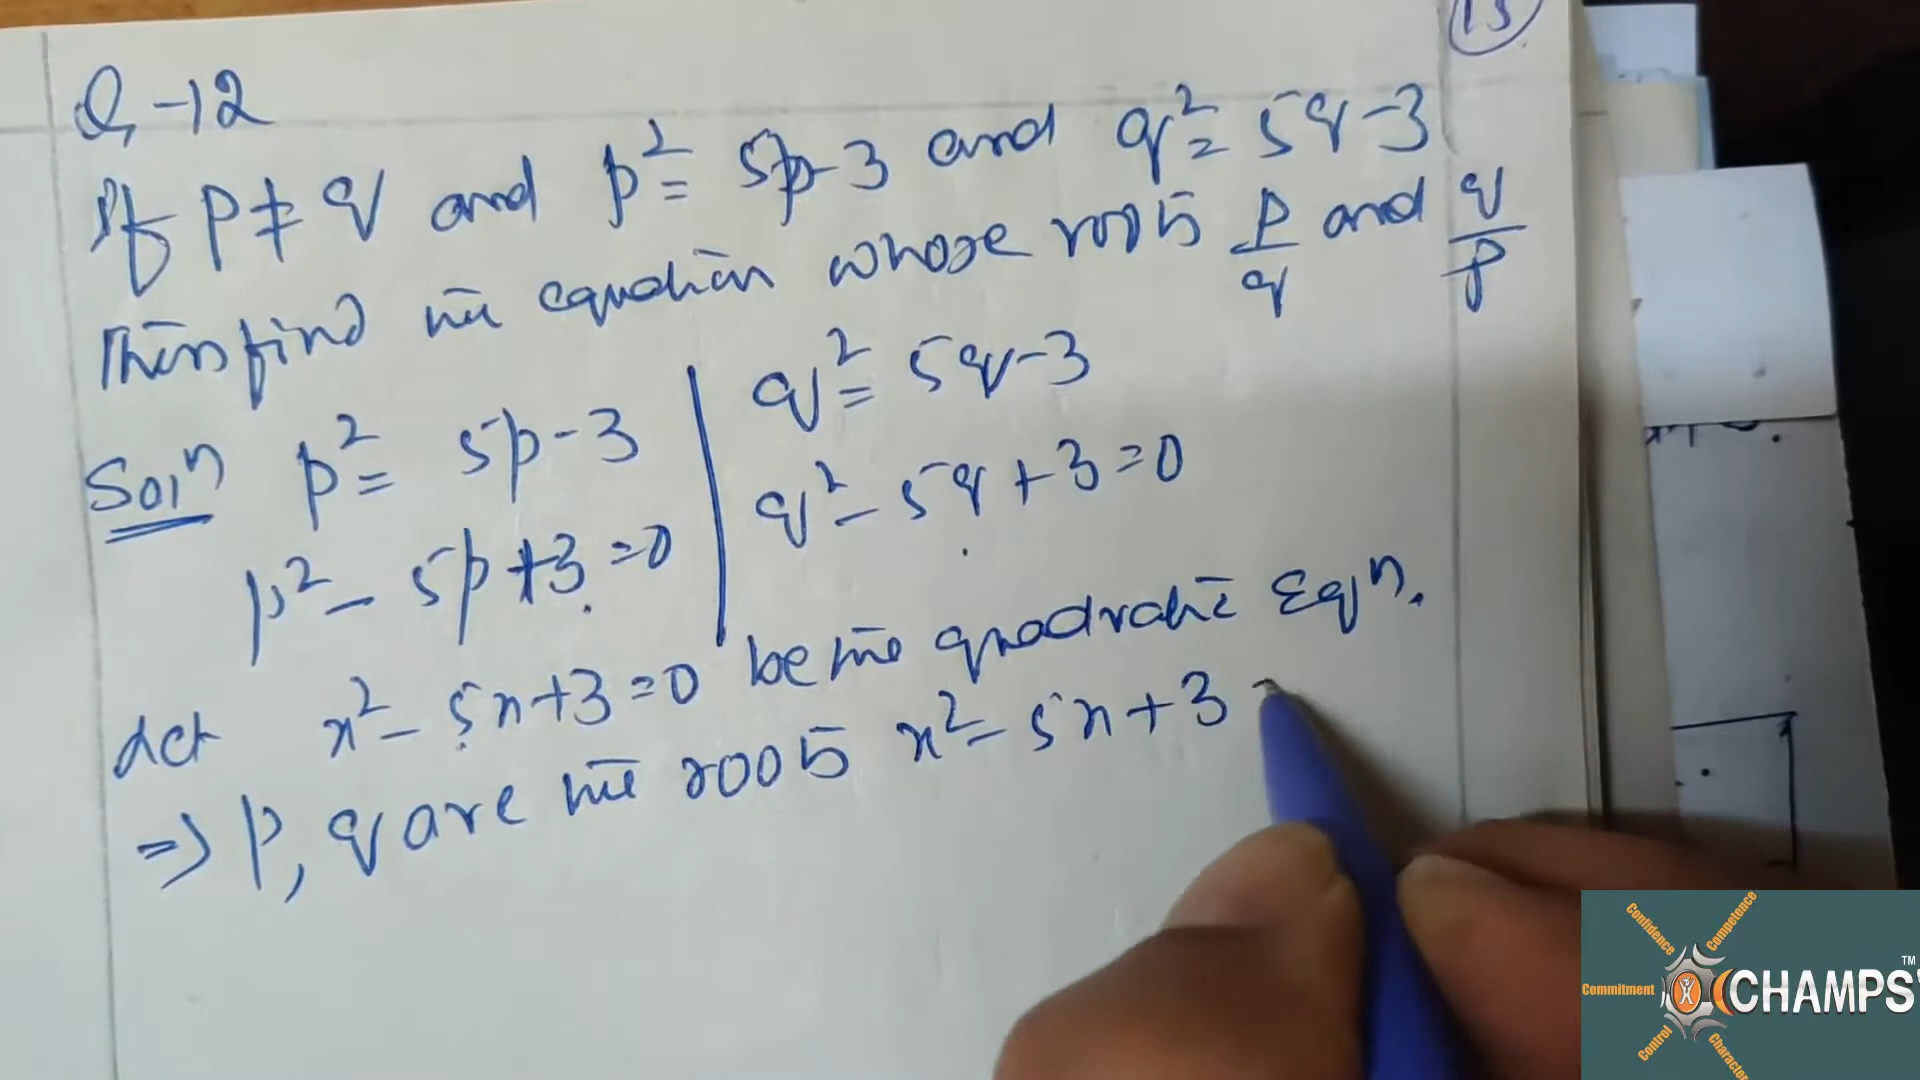 13
Q-12
If p ≠ q and p² = 5p-3 and q² = 5q-3
Then find the equation whose roots p/q and q/p
Solⁿ p² = 5p-3
p² - 5p+3 = 0
q² = 5q-3
q² - 5q + 3 = 0
Let x² - 5x+3 = 0 be the quadratic Eqⁿ.
⇒ p, q are the roots x² - 5x + 3
Confidence
Competence
Commitment
CHAMPS
TM
Control
Character